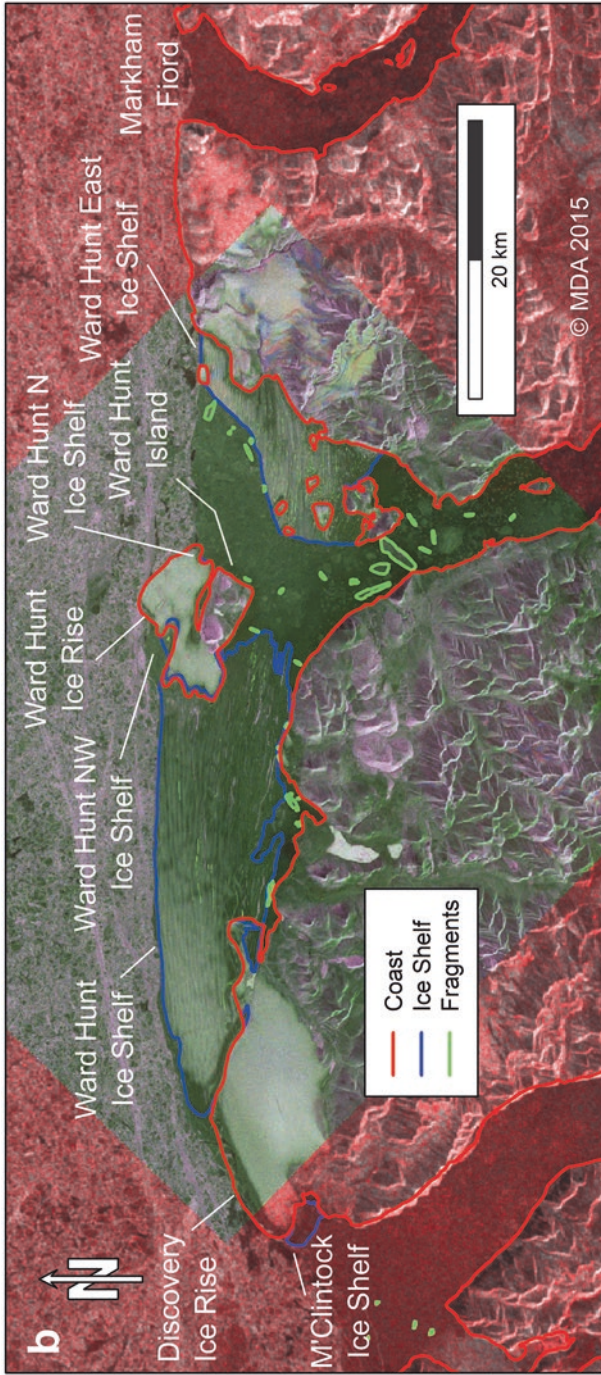 b
N
Discovery
Ice Rise
M'Clintock
Ice Shelf
Ward Hunt
Ice Shelf
Ward Hunt NW
Ice Shelf
Ward Hunt
Ice Rise
Ward Hunt N
Ice Shelf
Ward Hunt
Island
Ward Hunt East
Ice Shelf
Markham
Fiord
Coast
Ice Shelf
Fragments
20 km
© MDA 2015